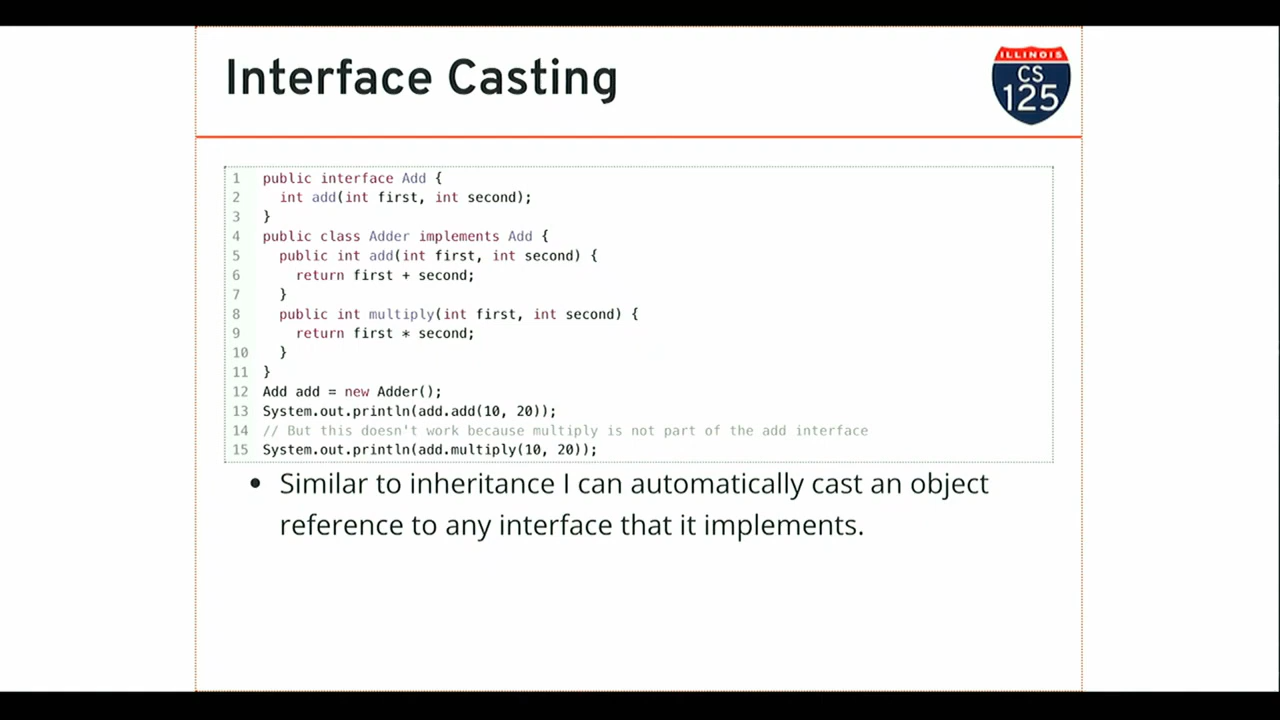 Interface Casting
ILLINOIS
CS
125
1 public interface Add {
2   int add(int first, int second);
3 }
4 public class Adder implements Add {
5   public int add(int first, int second) {
6     return first + second;
7   }
8   public int multiply(int first, int second) {
9     return first * second;
10   }
11 }
12 Add add = new Adder();
13 System.out.println(add.add(10, 20));
14 // But this doesn't work because multiply is not part of the add interface
15 System.out.println(add.multiply(10, 20));
• Similar to inheritance I can automatically cast an object
reference to any interface that it implements.